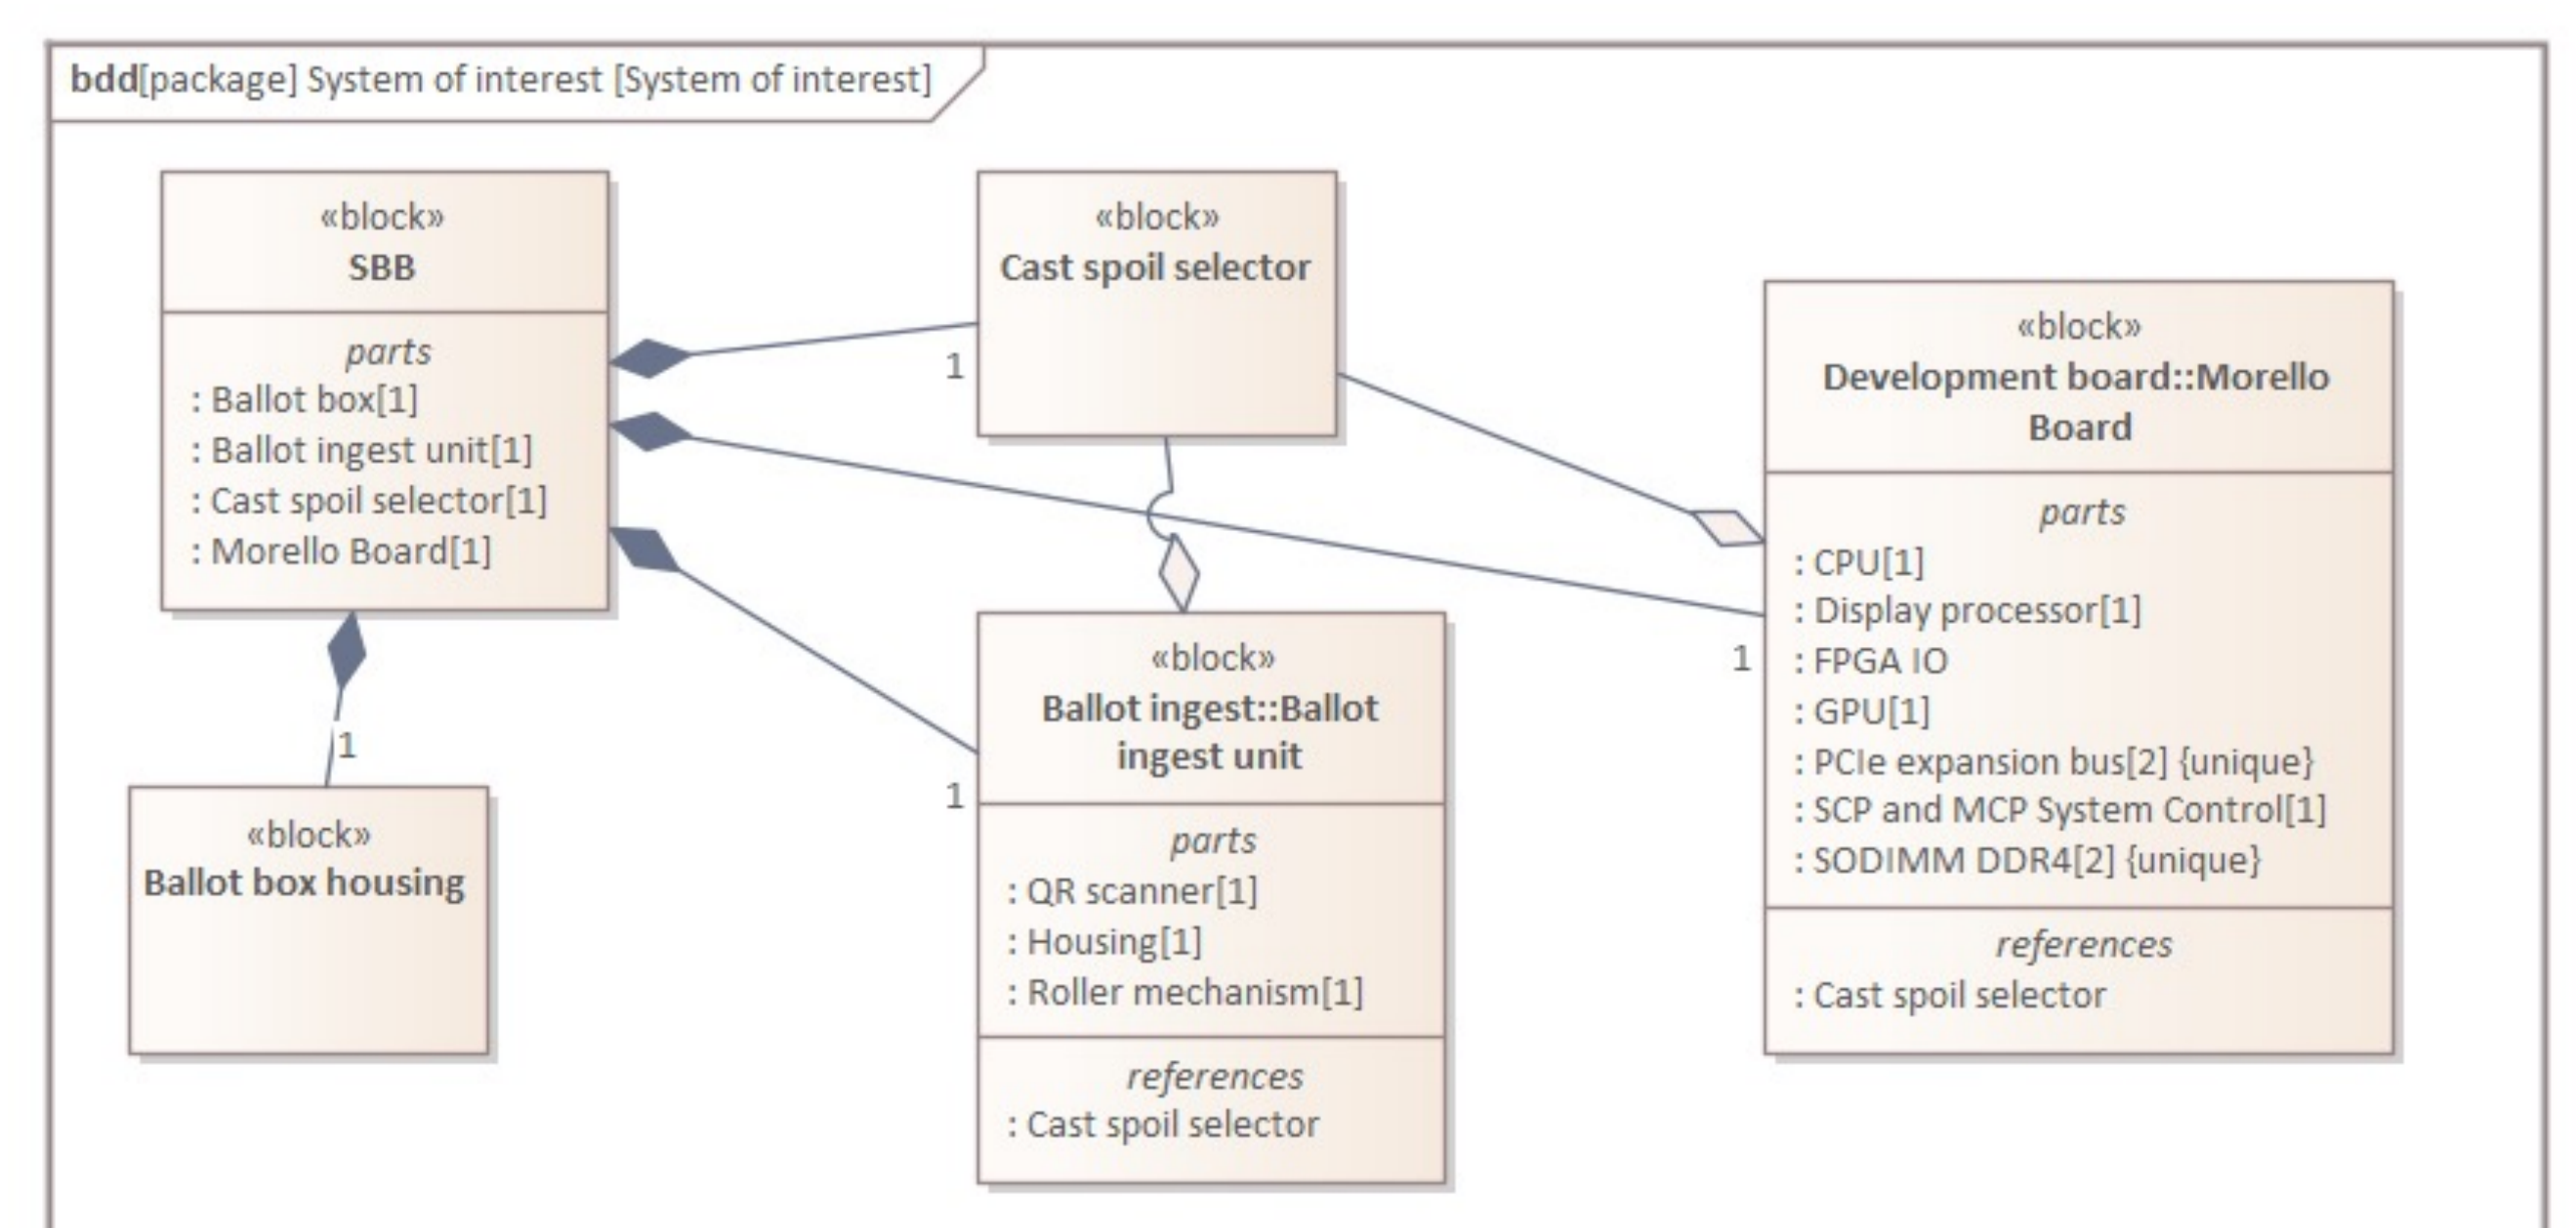 bdd[package] System of interest [System of interest]
«block»
SBB
parts
: Ballot box[1]
: Ballot ingest unit[1]
: Cast spoil selector[1]
: Morello Board[1]
1
«block»
Ballot box housing
«block»
Cast spoil selector
1
«block»
Ballot ingest::Ballot
ingest unit
1
parts
: QR scanner[1]
: Housing[1]
: Roller mechanism[1]
references
: Cast spoil selector
«block»
Development board::Morello
Board
1
parts
: CPU[1]
: Display processor[1]
: FPGA IO
: GPU[1]
: PCIe expansion bus[2] {unique}
: SCP and MCP System Control[1]
: SODIMM DDR4[2] {unique}
references
: Cast spoil selector